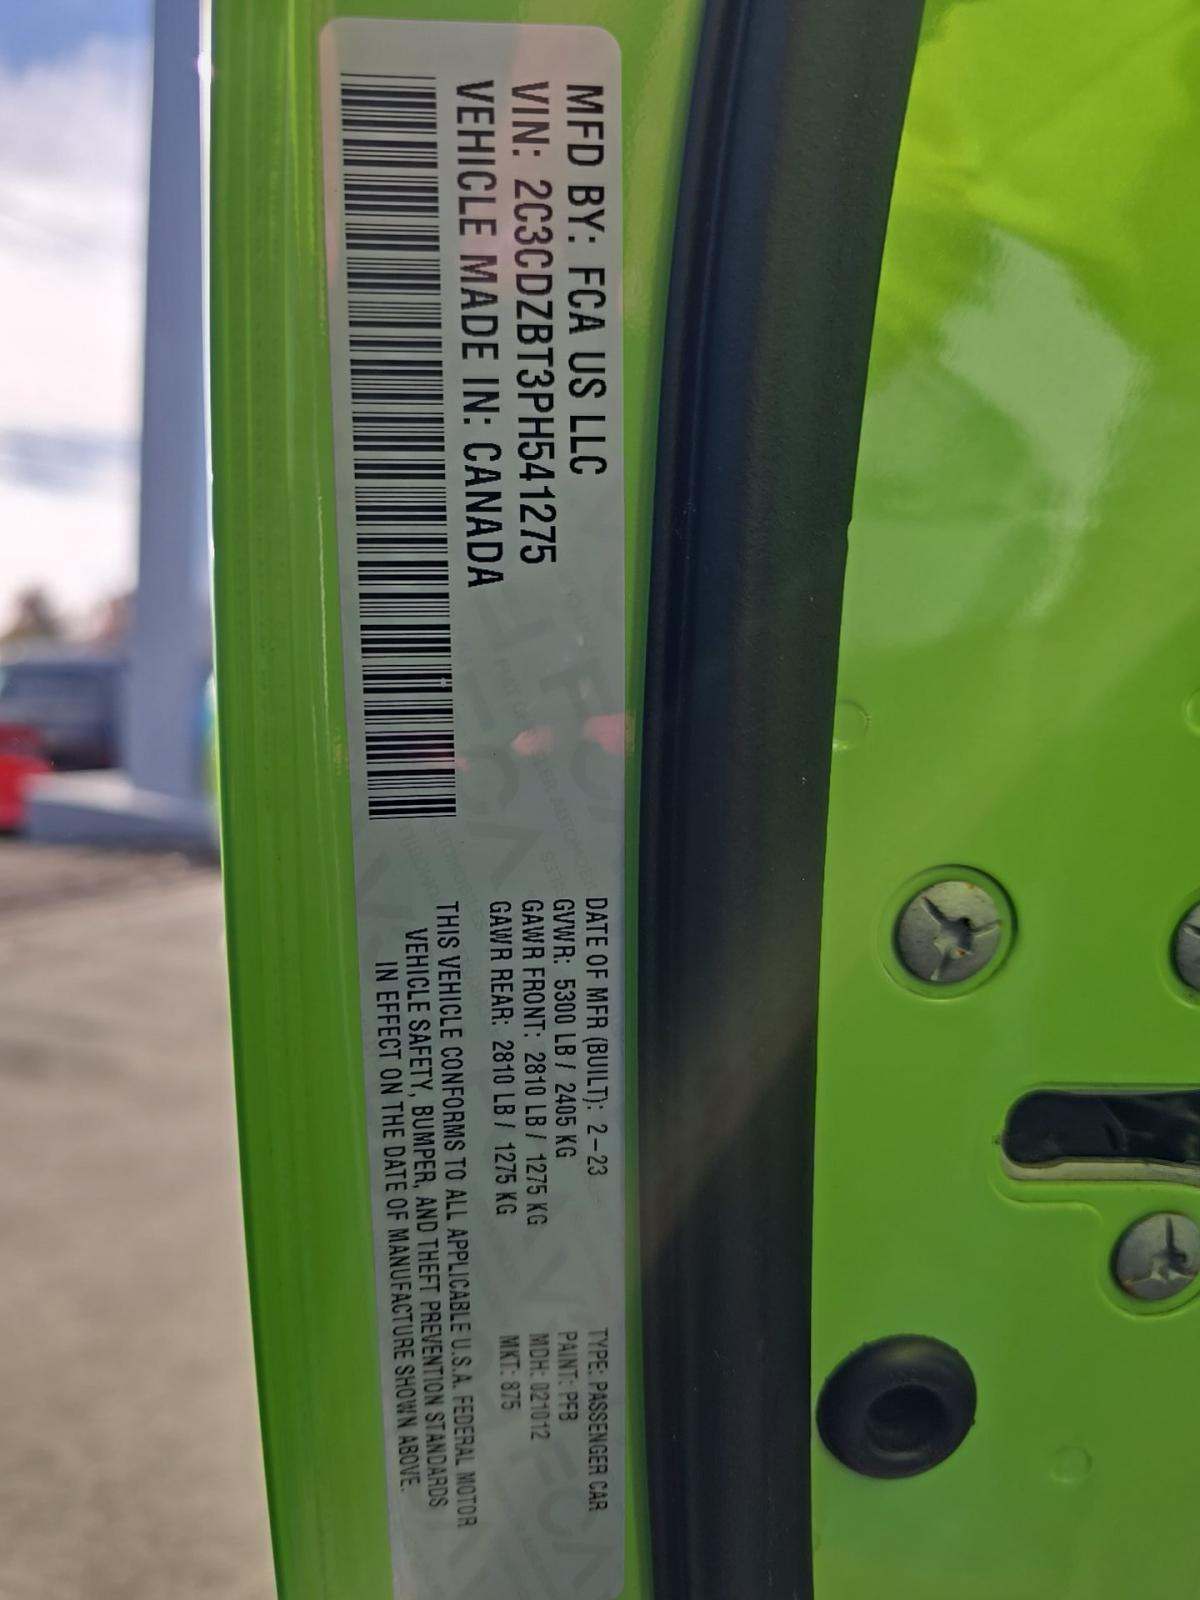 MFD BY: FCA US LLC
VIN: 2C3CDZBT3PH541275
VEHICLE MADE IN: CANADA
DATE OF MFR (BUILT): 2-23
GVWR: 5300 LB / 2405 KG
GAWR FRONT: 2810 LB / 1275 KG
GAWR REAR: 2810 LB / 1275 KG
THIS VEHICLE CONFORMS TO ALL APPLICABLE U.S.A. FEDERAL MOTOR
VEHICLE SAFETY, BUMPER, AND THEFT PREVENTION STANDARDS
IN EFFECT ON THE DATE OF MANUFACTURE SHOWN ABOVE.
TYPE: PASSENGER CAR
PAINT: PFB
MDH: 021012
MKT: 875